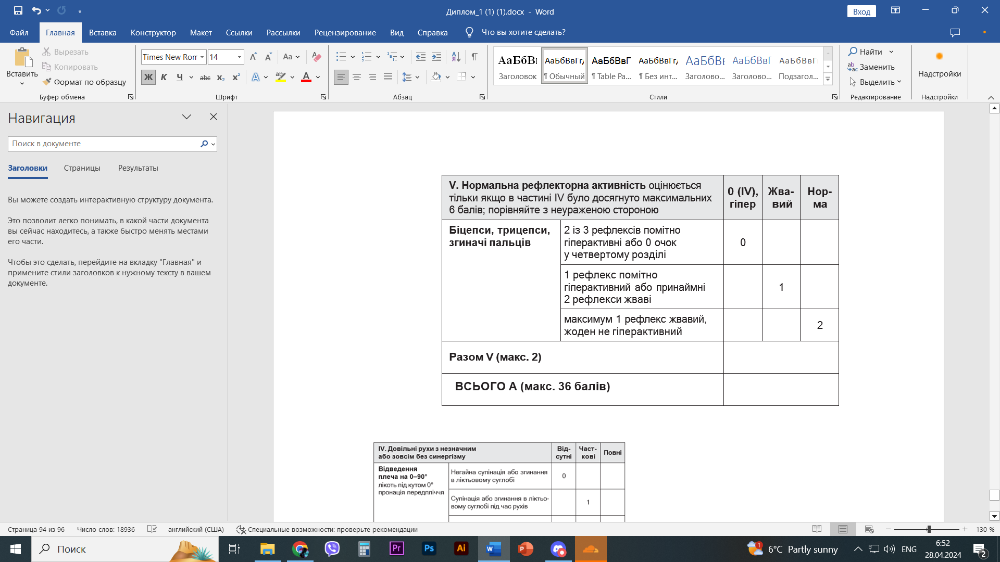 Диплом_1 (1) (1).docx - Word
Вход
Файл
Главная
Вставка
Конструктор
Макет
Ссылки
Рассылки
Рецензирование
Вид
Справка
Что вы хотите сделать?
Вставить
Вырезать
Копировать
Формат по образцу
Буфер обмена
Times New Rom
14
Шрифт
Абзац
АаБбВ
Заголовок
АаБбВвГг
¶ Обычный
АаБбВвГ
¶ Table Pa...
АаБбВвГг
¶ Без инт...
АаБбВ
Заголово...
АаБбВвГ
Заголово...
АаБбВвГ
Подзагол...
Стили
Найти
Заменить
Выделить
Редактирование
Надстройки
Надстройки
Навигация
Поиск в документе
Заголовки
Страницы
Результаты
Вы можете создать интерактивную структуру документа.
Это позволит легко понимать, в какой части документа
вы сейчас находитесь, а также быстро менять местами
его части.
Чтобы это сделать, перейдите на вкладку "Главная" и
примените стили заголовков к нужному тексту в вашем
документе.
V. Нормальна рефлекторна активність оцінюється
тільки якщо в частині IV було досягнуто максимальних
6 балів; порівняйте з неураженою стороною
0 (IV),
гіпер
Жва-
вий
Нор-
ма
Біцепси, трицепси,
згиначі пальців
2 із 3 рефлексів помітно
гіперактивні або 0 очок
у четвертому розділі
0
1 рефлекс помітно
гіперактивний або принаймні
2 рефлекси жваві
1
максимум 1 рефлекс жвавий,
жоден не гіперактивний
2
Разом V (макс. 2)
ВСЬОГО А (макс. 36 балів)
IV. Довільні рухи з незначним
або зовсім без синергізму
Від-
сутні
Част-
кові
Повні
Відведення
плеча на 0–90°
лікоть під кутом 0°
пронація передпліччя
Негайна супінація або згинання
в ліктьовому суглобі
0
Супінація або згинання в ліктьо-
вому суглобі під час рухів
1
Страница 94 из 96
Число слов: 18936
английский (США)
Специальные возможности: проверьте рекомендации
130 %
Поиск
6°C Partly sunny
ENG
6:52
28.04.2024
2